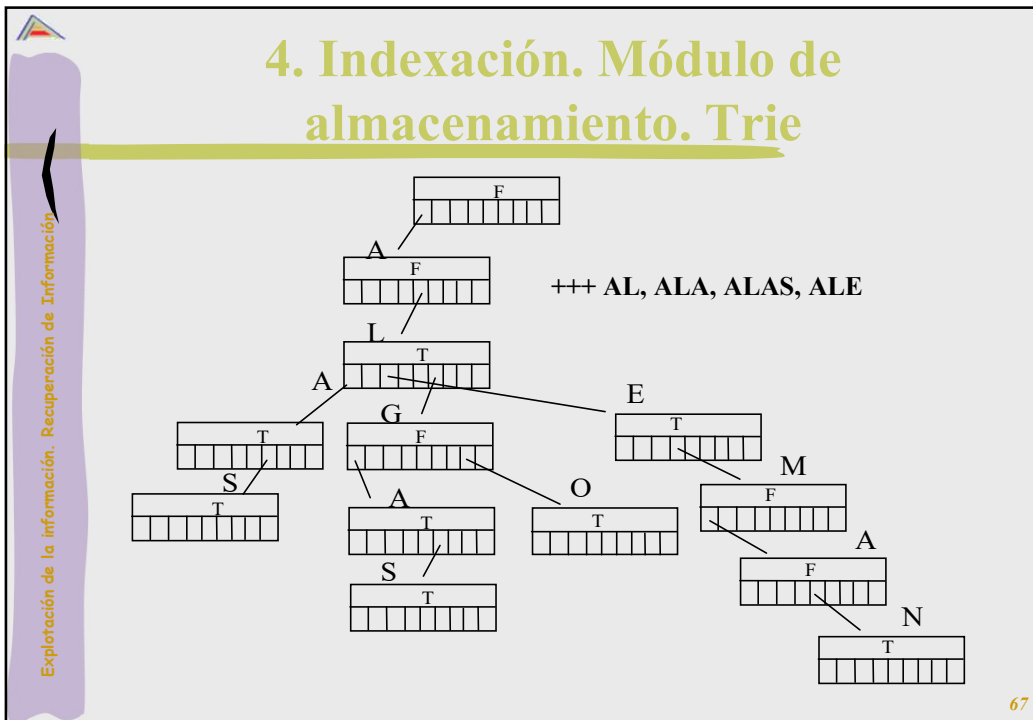 4. Indexación. Módulo de
almacenamiento. Trie
Explotación de la información. Recuperación de Información
F
A
F
+++ AL, ALA, ALAS, ALE
L
T
A
E
G
T
T
F
M
S
A
O
F
T
T
T
A
S
F
T
N
T
67